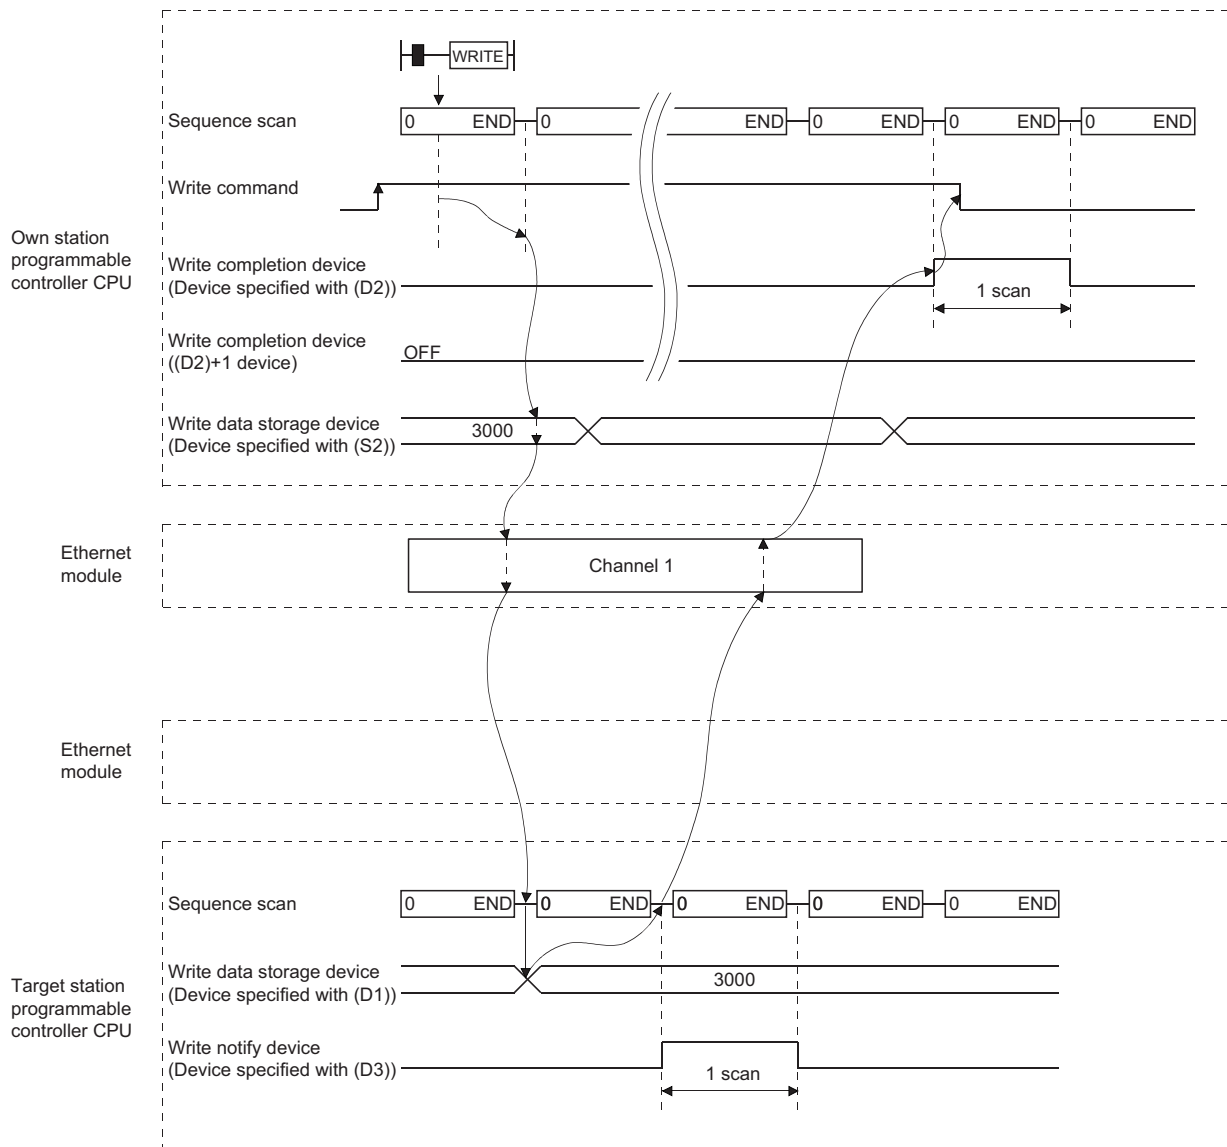 WRITE
Sequence scan
0 END 0 END 0 END 0 END 0 END
Write command
Own station
programmable
controller CPU
Write completion device
(Device specified with (D2))
1 scan
Write completion device
((D2)+1 device)
OFF
Write data storage device
(Device specified with (S2))
3000
Ethernet
module
Channel 1
Ethernet
module
Sequence scan
0 END 0 END 0 END 0 END 0 END
Target station
programmable
controller CPU
Write data storage device
(Device specified with (D1))
3000
Write notify device
(Device specified with (D3))
1 scan